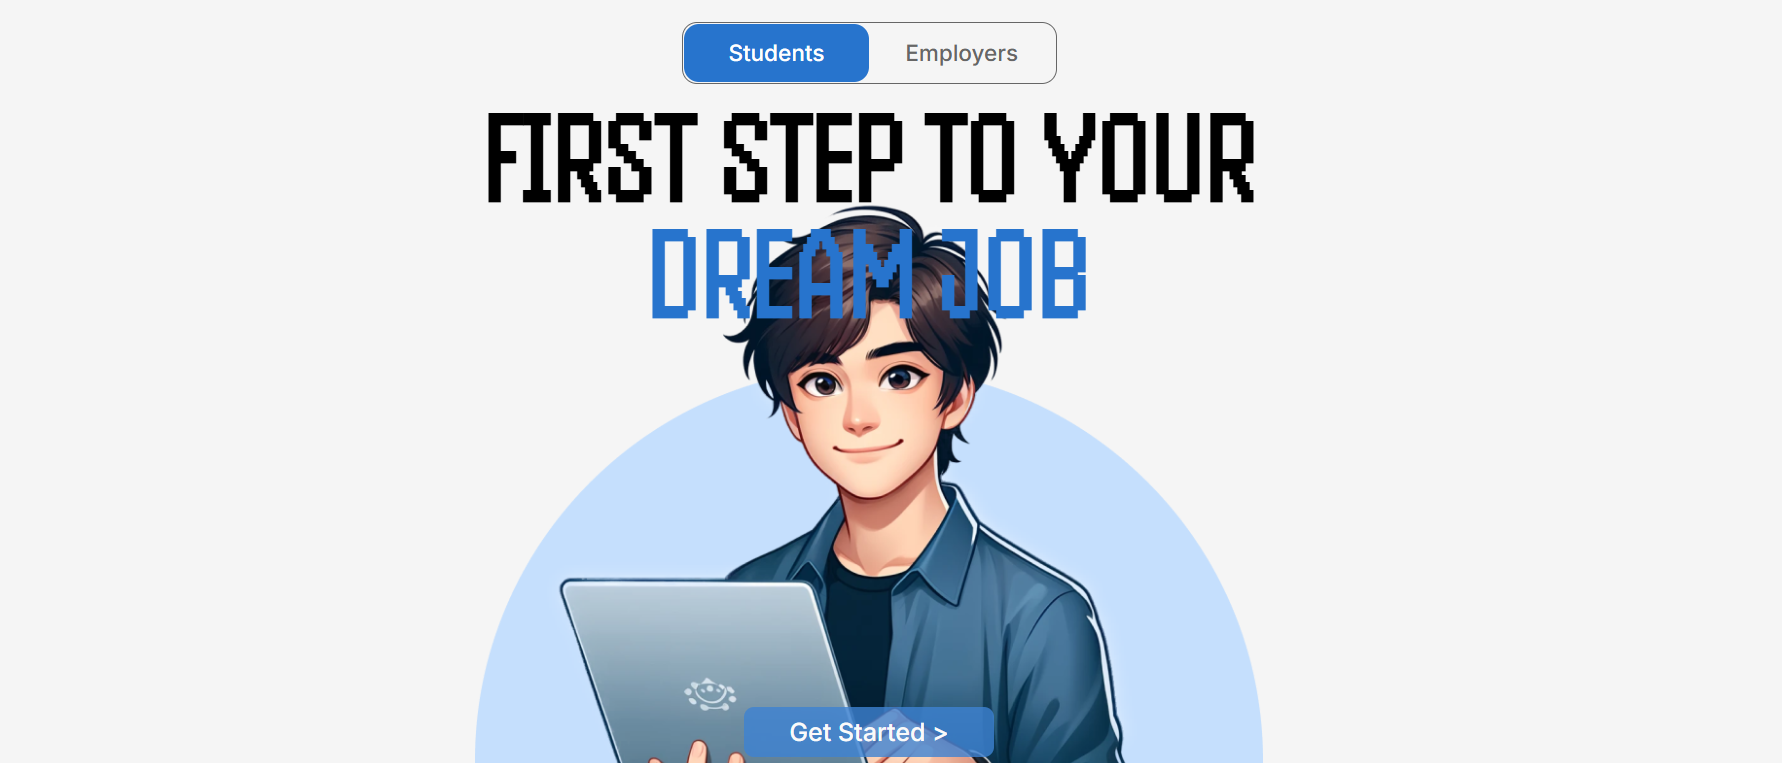 Students
Employers
FIRST STEP TO YOUR
DREAM JOB
Get Started >